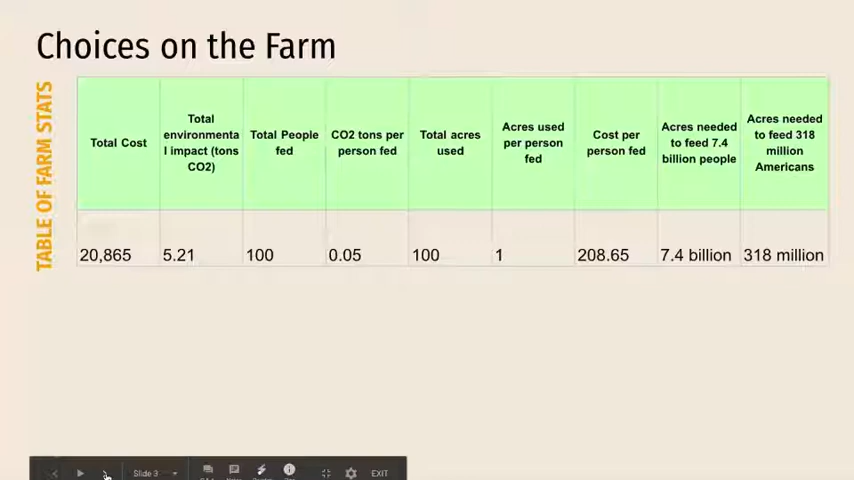 Choices on the Farm
TABLE OF FARM STATS
Total Cost
Total
environmenta
l impact (tons
CO2)
Total People
fed
CO2 tons per
person fed
Total acres
used
Acres used
per person
fed
Cost per
person fed
Acres needed
to feed 7.4
billion people
Acres needed
to feed 318
million
Americans
20,865
5.21
100
0.05
100
1
208.65
7.4 billion
318 million
Slide 3
EXIT